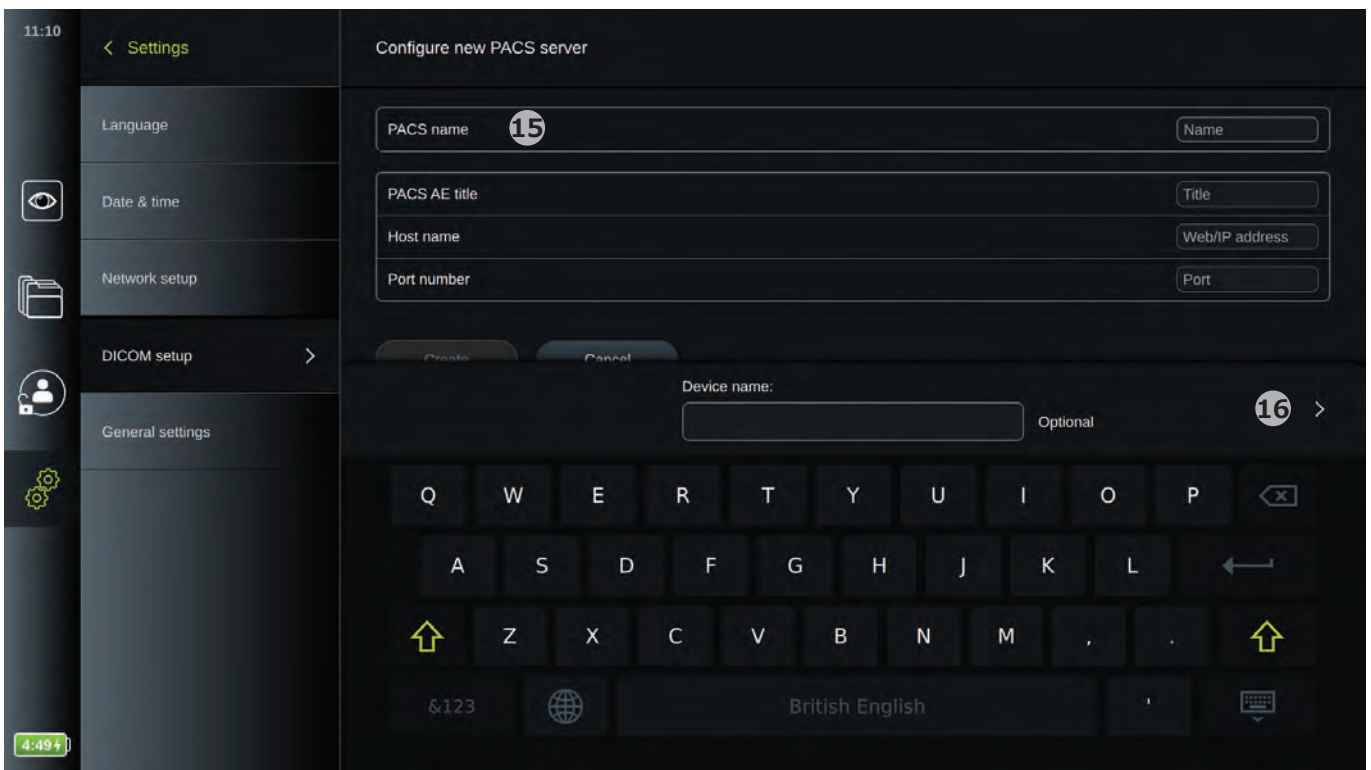 11:10
Settings
Configure new PACS server
Language
PACS name 15 Name
Date & time
PACS AE title Title
Host name Web/IP address
Network setup
Port number Port
DICOM setup
Create Cancel
Device name:
Optional 16
General settings
Q W E R T Y U I O P
A S D F G H J K L
Z X C V B N M , .
&123 British English '
4:49